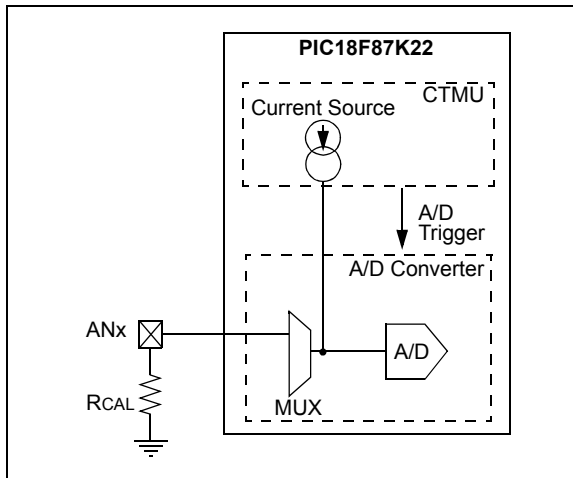 PIC18F87K22
CTMU
Current Source
A/D
Trigger
A/D Converter
ANx
A/D
RCAL
MUX